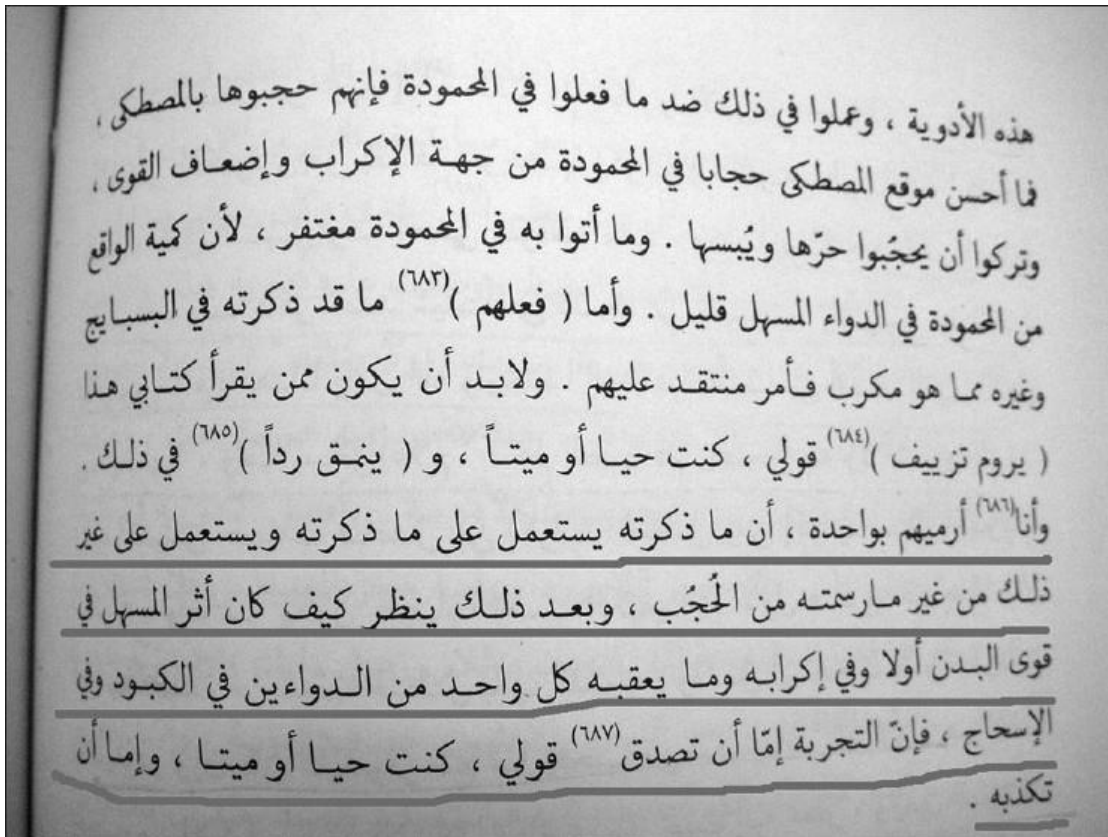 هذه الأدوية ، وعملوا في ذلك ضد ما فعلوا في المحمودة فإنهم حجبوها بالمصطكى ،
فما أحسن موقع المصطكى حجابا في المحمودة من جهة الإكراب وإضعاف القوى ،
وتركوا أن يحجُبوا حرّها ويُبسها . وما أتوا به في المحمودة مغتفر ، لأن كمية الواقع
من المحمودة في الدواء المسهل قليل . وأما ( فعلهم )(٦٨٣) ما قد ذكرته في البسبايج
وغيره مما هو مكرب فأمر منتقد عليهم . ولابد أن يكون ممن يقرأ كتابي هذا
( يروم تزييف )(٦٨٤) قولي ، كنت حيا أو ميتاً ، و ( ينمق رداً )(٦٨٥) في ذلك .
وأنا(٦٨٦) أرميهم بواحدة ، أن ما ذكرته يستعمل على ما ذكرته ويستعمل على غير
ذلك من غير مارسمته من الحُجُب ، وبعد ذلك ينظر كيف كان أثر المسهل في
قوى البدن أولا وفي إكرابه وما يعقبه كل واحد من الدواءين في الكبود وفي
الإسحاج ، فإنّ التجربة إمّا أن تصدق(٦٨٧) قولي ، كنت حيا أو ميتا ، وإما أن
تكذبه .